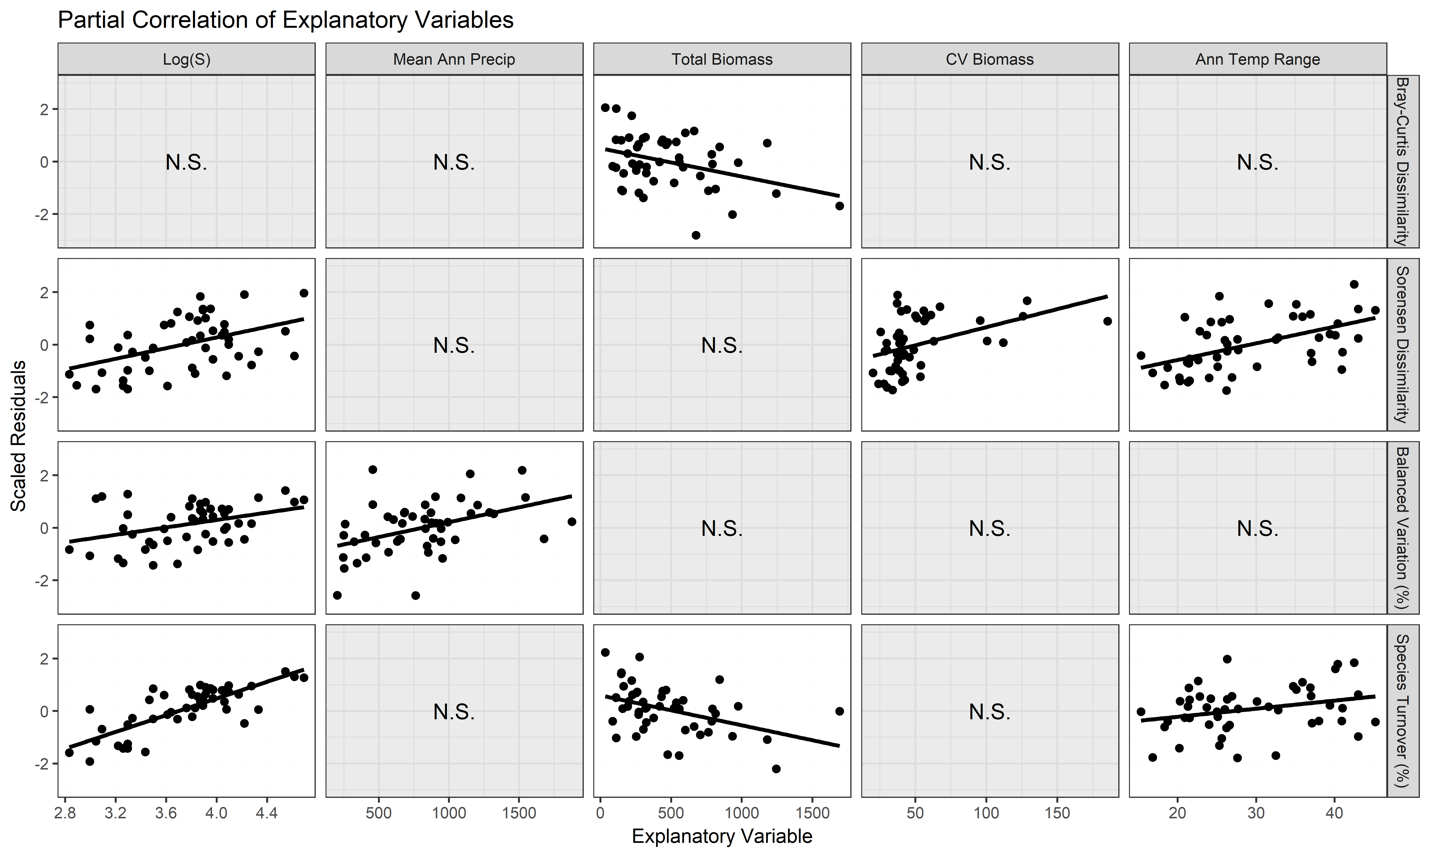 Partial Correlation of Explanatory Variables
Log(S) Mean Ann Precip Total Biomass CV Biomass Ann Temp Range
Scaled Residuals
2
0
-2
N.S. N.S. N.S. N.S.
Bray-Curtis Dissimilarity
2
0
-2
N.S. N.S.
Sorensen Dissimilarity
2
0
-2
N.S. N.S. N.S.
Balanced Variation (%)
2
0
-2
N.S. N.S.
Species Turnover (%)
2.8 3.2 3.6 4.0 4.4 500 1000 1500 0 500 1000 1500 50 100 150 20 30 40
Explanatory Variable